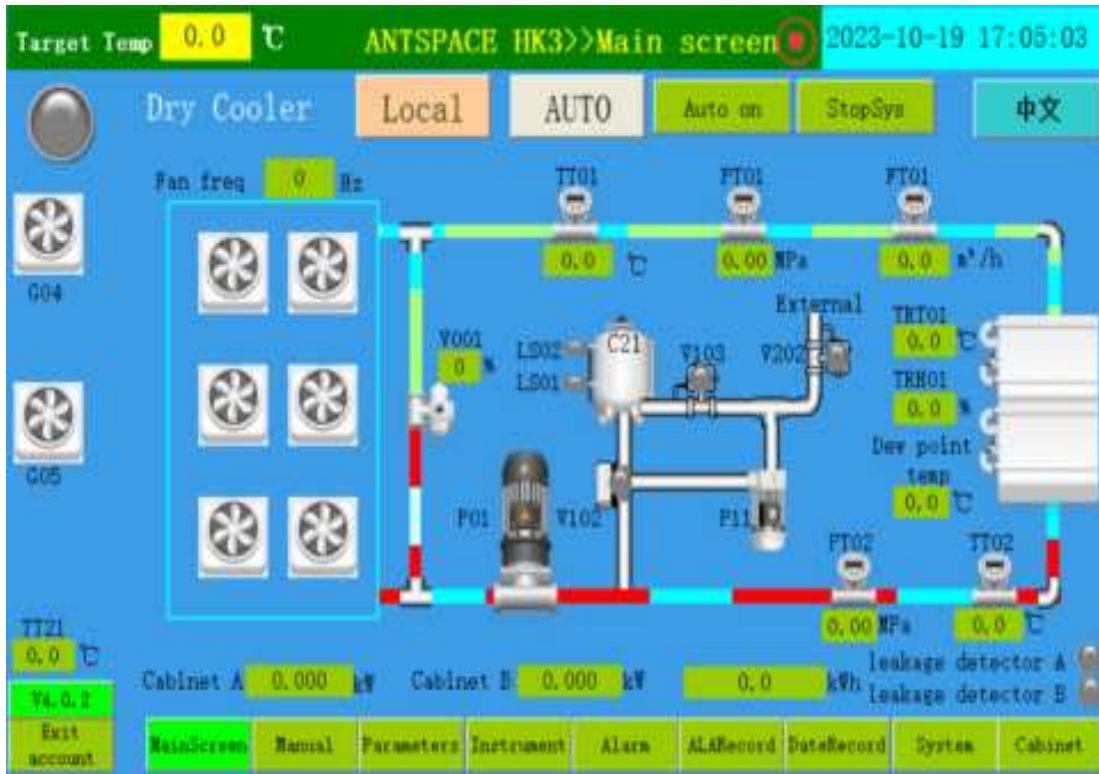 Target Temp 0.0 ℃ ANTSPACE HK3>>Main screen 2023-10-19 17:05:03
Dry Cooler Local AUTO Auto on StopSys 中文
Fan freq 0 Hz
TT01 PT01 FT01
0.0 ℃ 0.00 MPa 0.0 m³/h
G04
External
V001
0 %
LS02 C21 V103 V202
LS01
TRT01
0.0 ℃
TRH01
0.0 %
Dew point
temp
0.0 ℃
G05
P01 V102 P11
PT02 TT02
0.00 MPa 0.0 ℃
TT21
0.0 ℃
leakage detector A
Cabinet A 0.000 kW Cabinet B 0.000 kW 0.0 kWh
leakage detector B
V4.0.2
Exit
account
MainScreen Manual Parameters Instrument Alarm ALARecord DateRecord System Cabinet